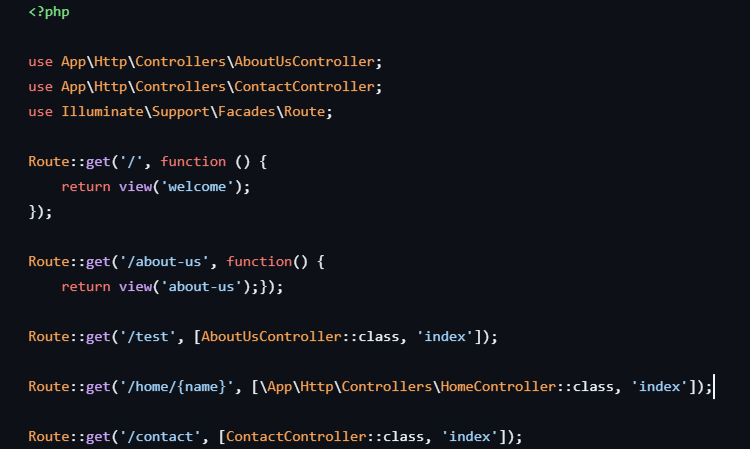 <?php
use App\Http\Controllers\AboutUsController;
use App\Http\Controllers\ContactController;
use Illuminate\Support\Facades\Route;
Route::get('/', function () {
    return view('welcome');
});
Route::get('/about-us', function() {
    return view('about-us');});
Route::get('/test', [AboutUsController::class, 'index']);
Route::get('/home/{name}', [\App\Http\Controllers\HomeController::class, 'index']);
Route::get('/contact', [ContactController::class, 'index']);